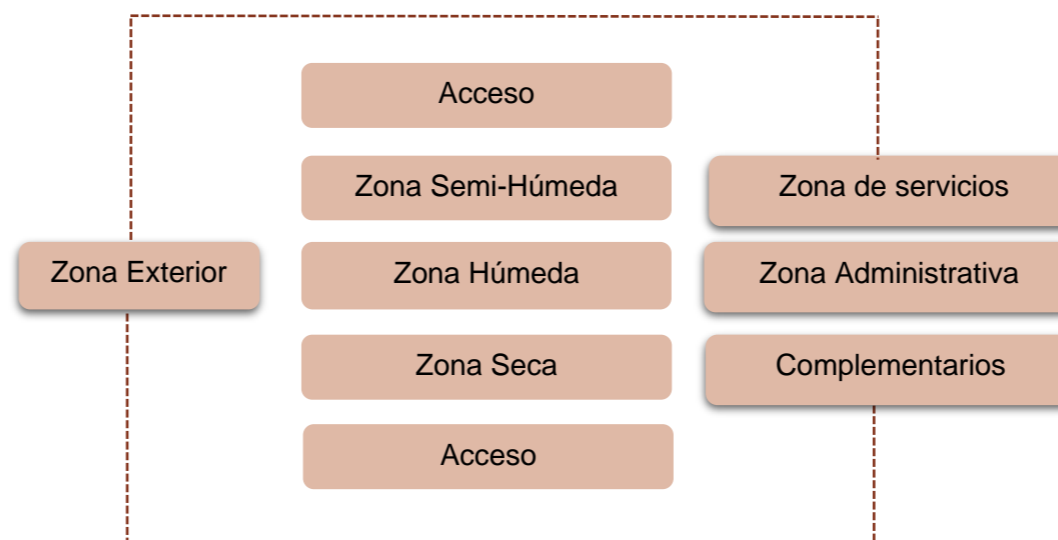 Acceso
Zona Semi-Húmeda
Zona de servicios
Zona Exterior
Zona Húmeda
Zona Administrativa
Zona Seca
Complementarios
Acceso